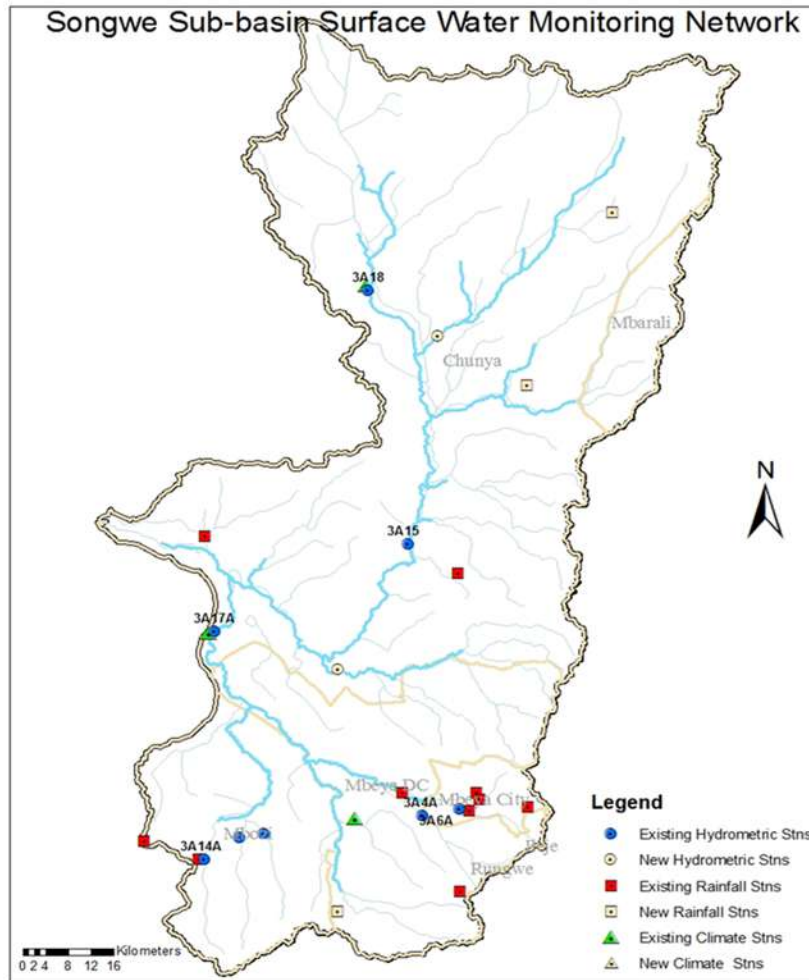 Songwe Sub-basin Surface Water Monitoring Network
3A18
Mbarali
Chunya
N
3A15
3A17A
Mbeya DC
3A4A
Mbeya City
3A6A
3A14A
Rungwe
Legend
Existing Hydrometric Stns
New Hydrometric Stns
Existing Rainfall Stns
New Rainfall Stns
Existing Climate Stns
New Climate Stns
Kilometers
0 2 4 8 12 16